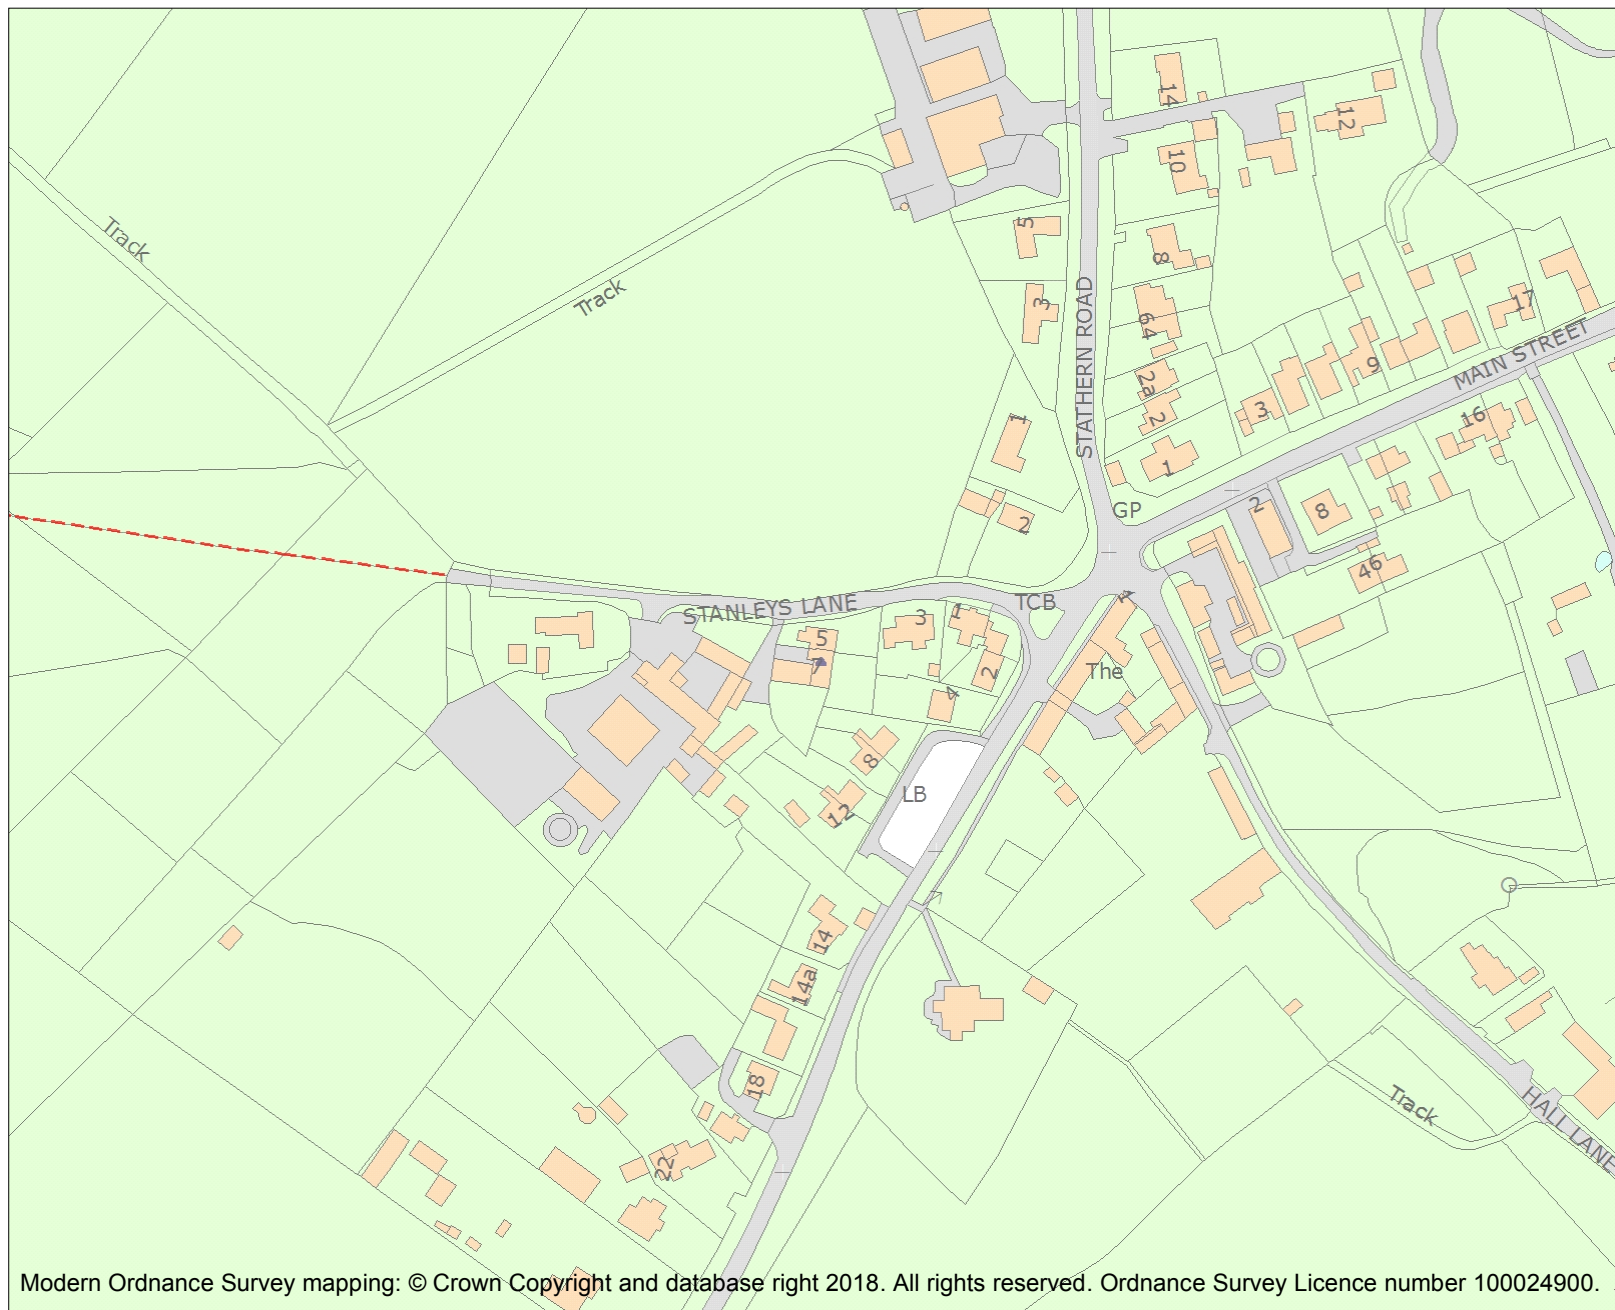 14
12
10
Track
5
8
Track
3
64
17
STATHERN ROAD
MAIN STREET
2a
9
2
3
1
1
16
GP
2
8
2
46
STANLEYS LANE
TCB
1
3
1
5
7
The
2
4
8
LB
12
14
14a
18
Track
HALL LANE
22
Modern Ordnance Survey mapping: © Crown Copyright and database right 2018. All rights reserved. Ordnance Survey Licence number 100024900.